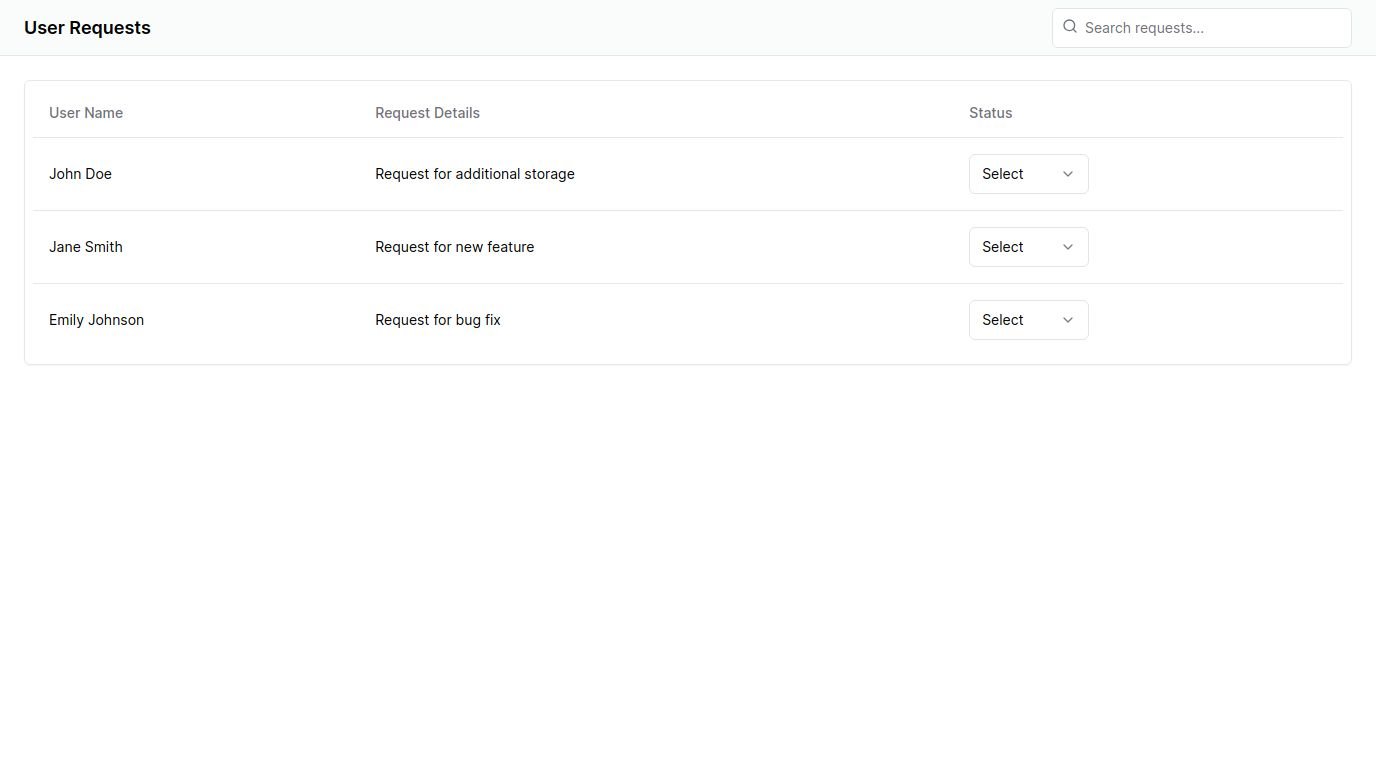 User Requests
Search requests...
User Name Request Details Status
John Doe Request for additional storage Select
Jane Smith Request for new feature Select
Emily Johnson Request for bug fix Select